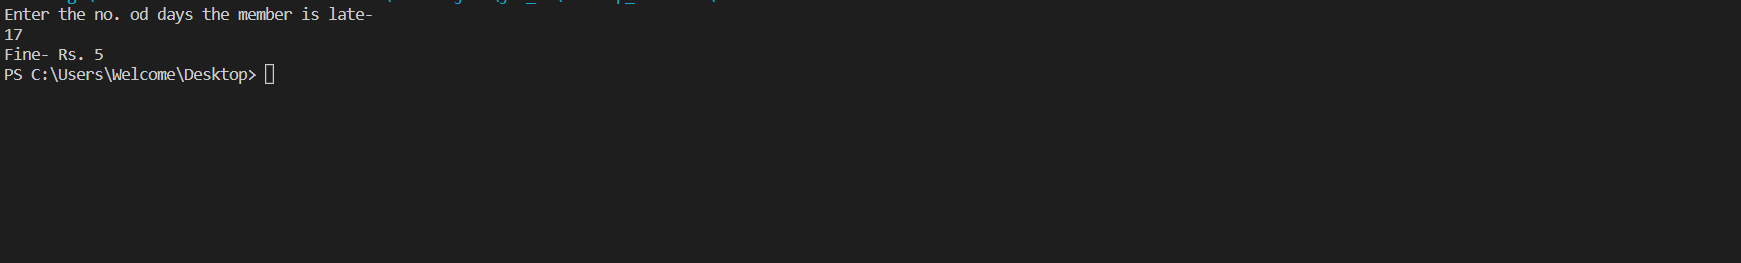 Enter the no. od days the member is late-
17
Fine- Rs. 5
PS C:\Users\Welcome\Desktop>